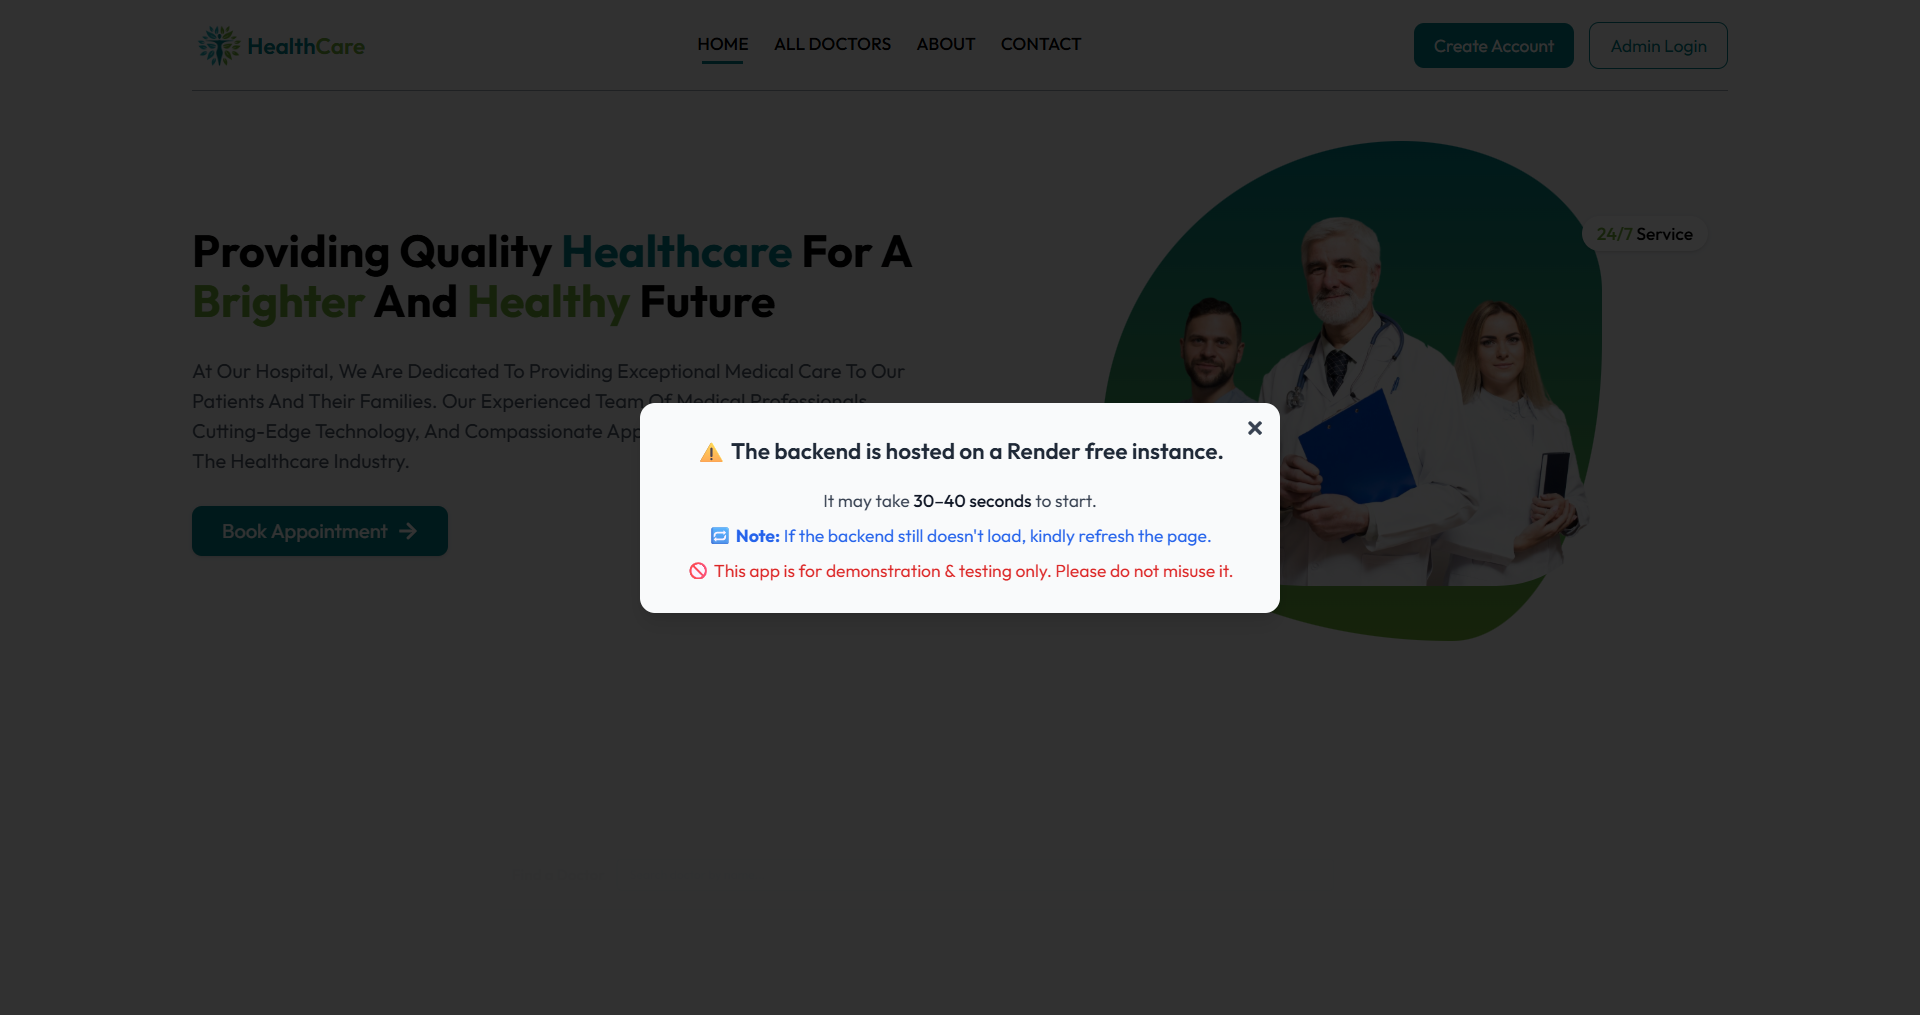 HealthCare
HOME
ALL DOCTORS
ABOUT
CONTACT
Create Account
Admin Login
Providing Quality Healthcare For A
Brighter And Healthy Future
24/7 Service
At Our Hospital, We Are Dedicated To Providing Exceptional Medical Care To Our
Patients And Their Families. Our Experienced Team Of Medical Professionals,
Cutting-Edge Technology, And Compassionate
The Healthcare Industry.
Book Appointment
The backend is hosted on a Render free instance.
It may take 30–40 seconds to start.
Note: If the backend still doesn't load, kindly refresh the page.
This app is for demonstration & testing only. Please do not misuse it.